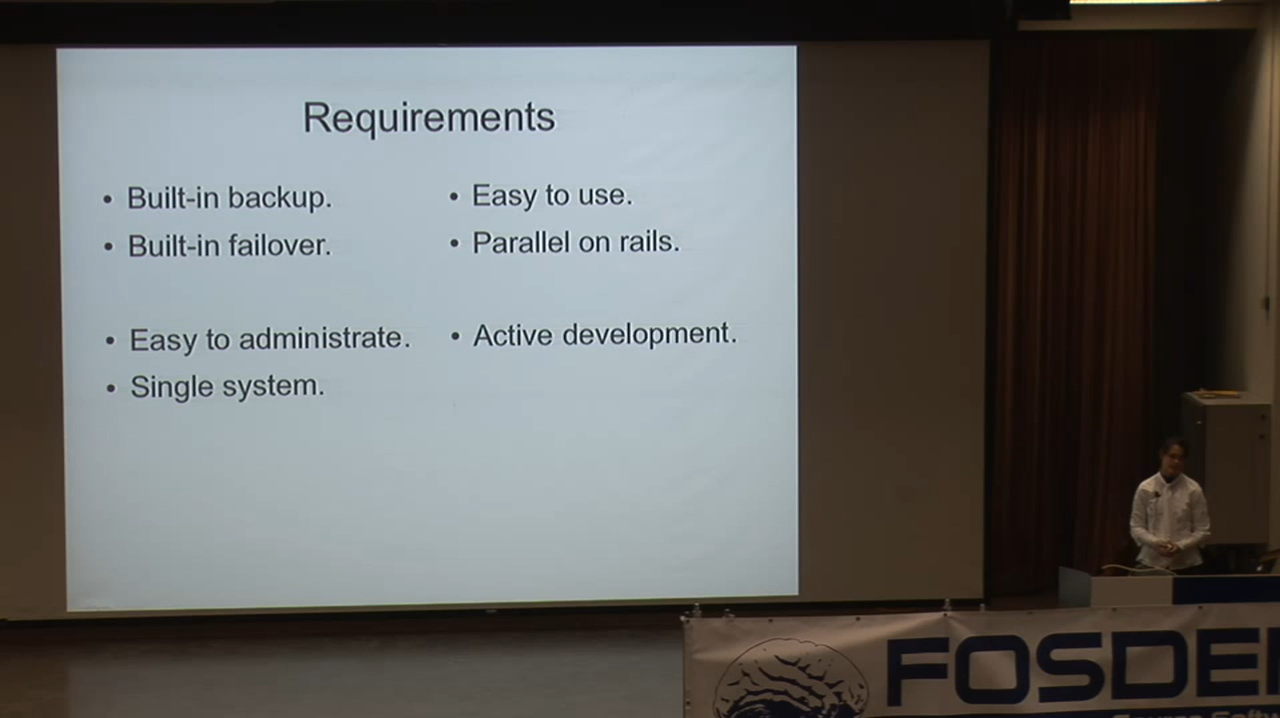 Requirements
• Built-in backup.
• Built-in failover.
• Easy to administrate.
• Single system.
• Easy to use.
• Parallel on rails.
• Active development.
FOSDE